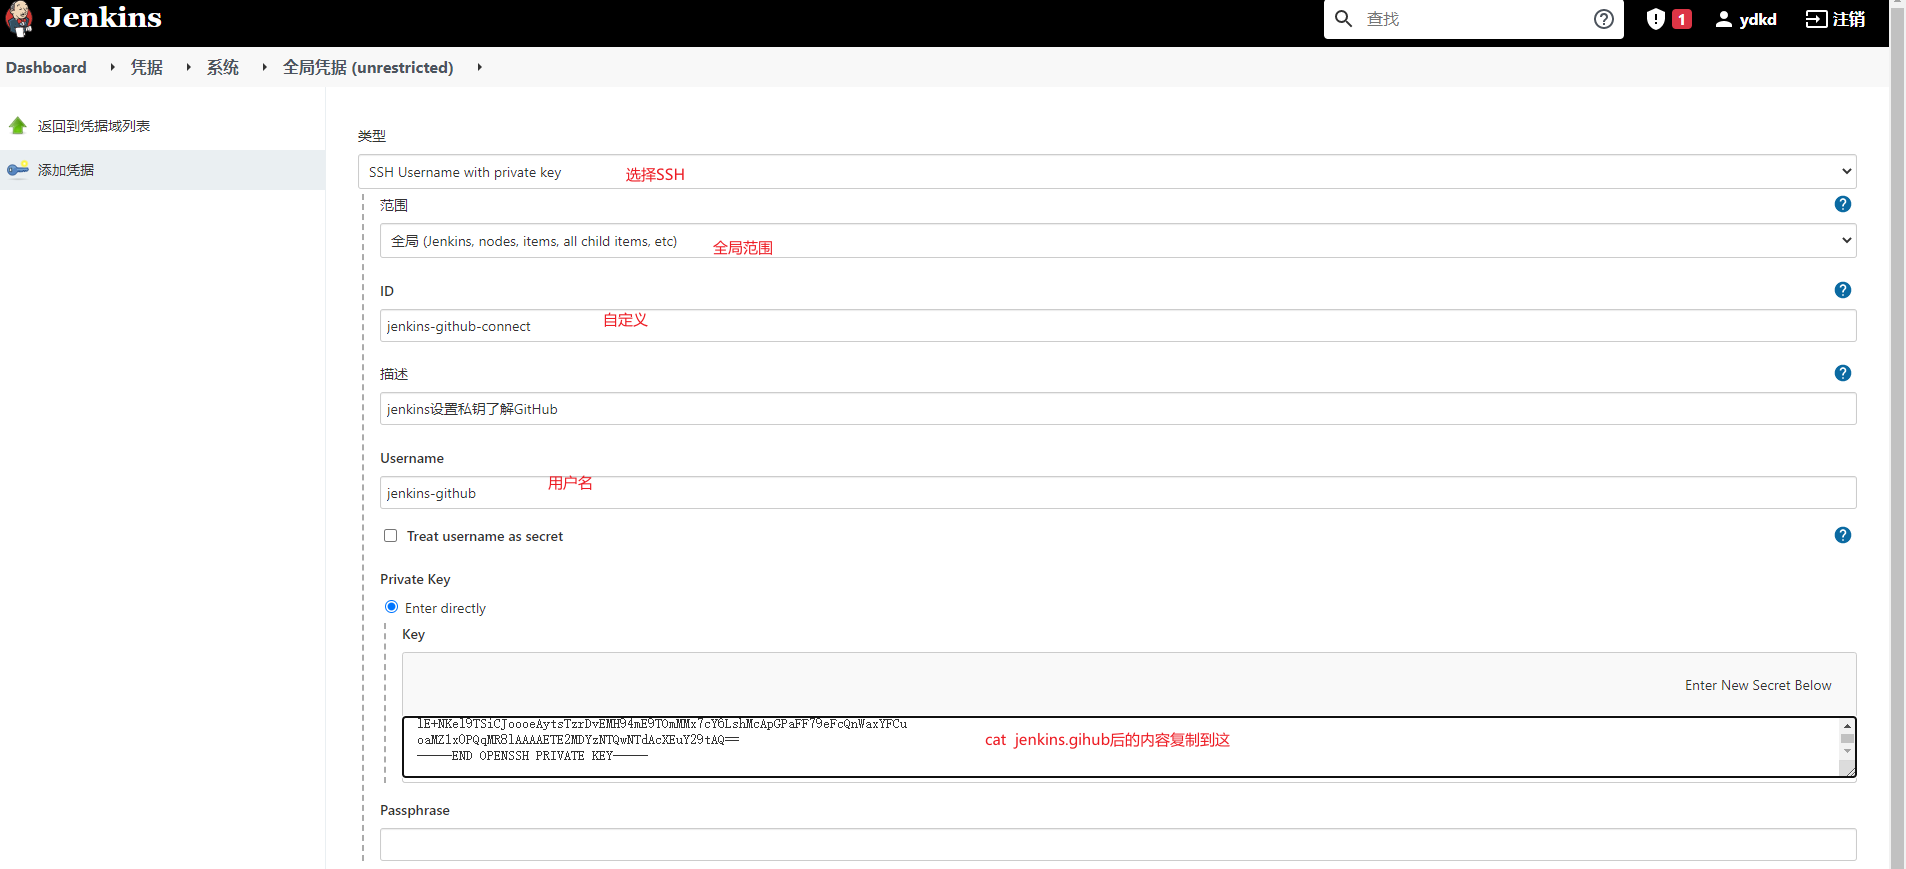 Jenkins
查找
1
ydkd
注销
Dashboard
凭据
系统
全局凭据 (unrestricted)
返回到凭据域列表
添加凭据
类型
SSH Username with private key
选择SSH
范围
全局 (Jenkins, nodes, items, all child items, etc)
全局范围
ID
jenkins-github-connect
自定义
描述
jenkins设置私钥了解GitHub
Username
jenkins-github
用户名
Treat username as secret
Private Key
Enter directly
Key
Enter New Secret Below
lE+NKel9TSiCJoooeAytsTzrDvEMH94mE9TOmMMx7cY6LshMcApGPaFF79eFcQnWaxYFCu
oaMZ1xOPQqMR8lAAAAETE2MDYzNTQwNTdAcXEuY29tAQ==
-----END OPENSSH PRIVATE KEY-----
cat jenkins.gihub后的内容复制到这
Passphrase